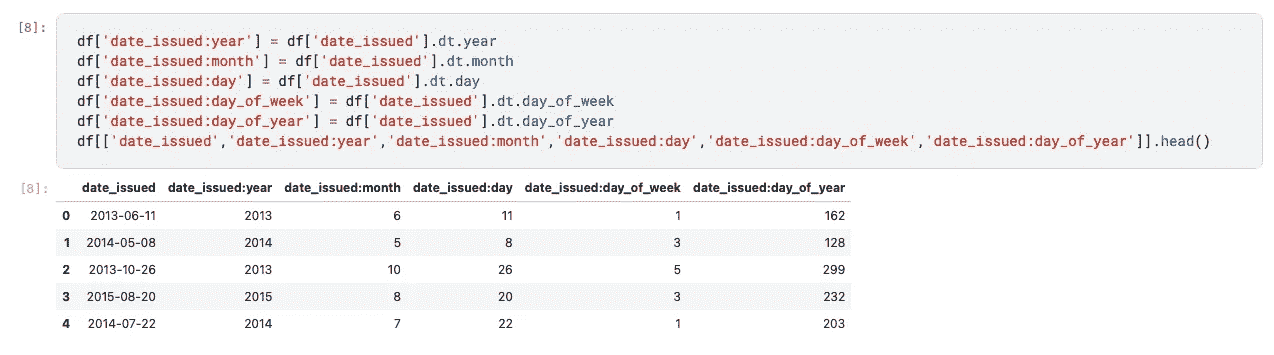 [8]:
df['date_issued:year'] = df['date_issued'].dt.year
df['date_issued:month'] = df['date_issued'].dt.month
df['date_issued:day'] = df['date_issued'].dt.day
df['date_issued:day_of_week'] = df['date_issued'].dt.day_of_week
df['date_issued:day_of_year'] = df['date_issued'].dt.day_of_year
df[['date_issued','date_issued:year','date_issued:month','date_issued:day','date_issued:day_of_week','date_issued:day_of_year']].head()
[8]:
date_issued date_issued:year date_issued:month date_issued:day date_issued:day_of_week date_issued:day_of_year
0 2013-06-11 2013 6 11 1 162
1 2014-05-08 2014 5 8 3 128
2 2013-10-26 2013 10 26 5 299
3 2015-08-20 2015 8 20 3 232
4 2014-07-22 2014 7 22 1 203